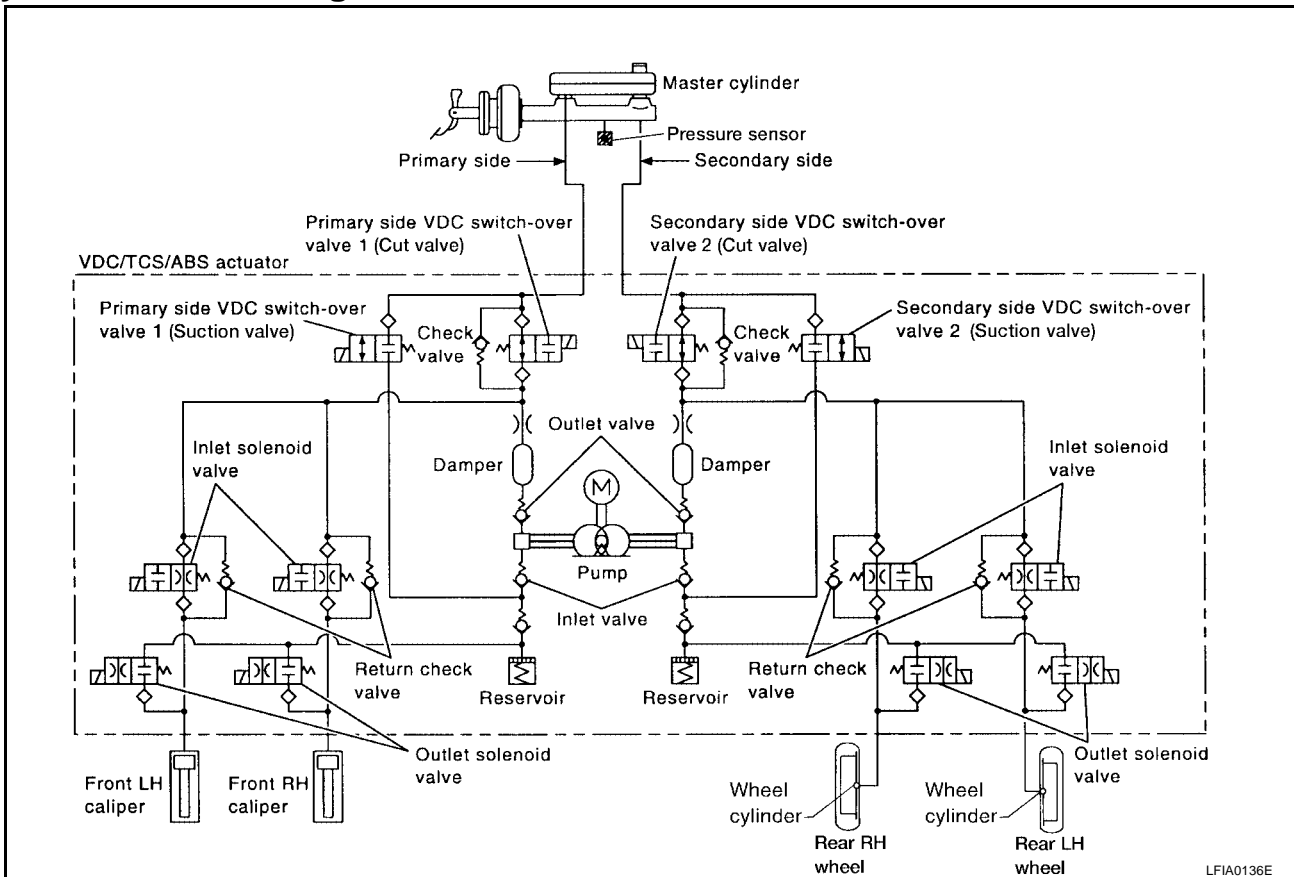 Master cylinder
Pressure sensor
Primary side
Secondary side
Primary side VDC switch-over
valve 1 (Cut valve)
Secondary side VDC switch-over
valve 2 (Cut valve)
VDC/TCS/ABS actuator
Primary side VDC switch-over
valve 1 (Suction valve)
Check
valve
Check
valve
Secondary side VDC switch-over
valve 2 (Suction valve)
Inlet solenoid
valve
Outlet valve
Inlet solenoid
valve
Damper
M
Damper
Pump
Inlet valve
Return check
valve
Reservoir
Reservoir
Return check
valve
Outlet solenoid
valve
Outlet solenoid
valve
Front LH
caliper
Front RH
caliper
Wheel
cylinder
Wheel
cylinder
Rear RH
wheel
Rear LH
wheel
LFIA0136E